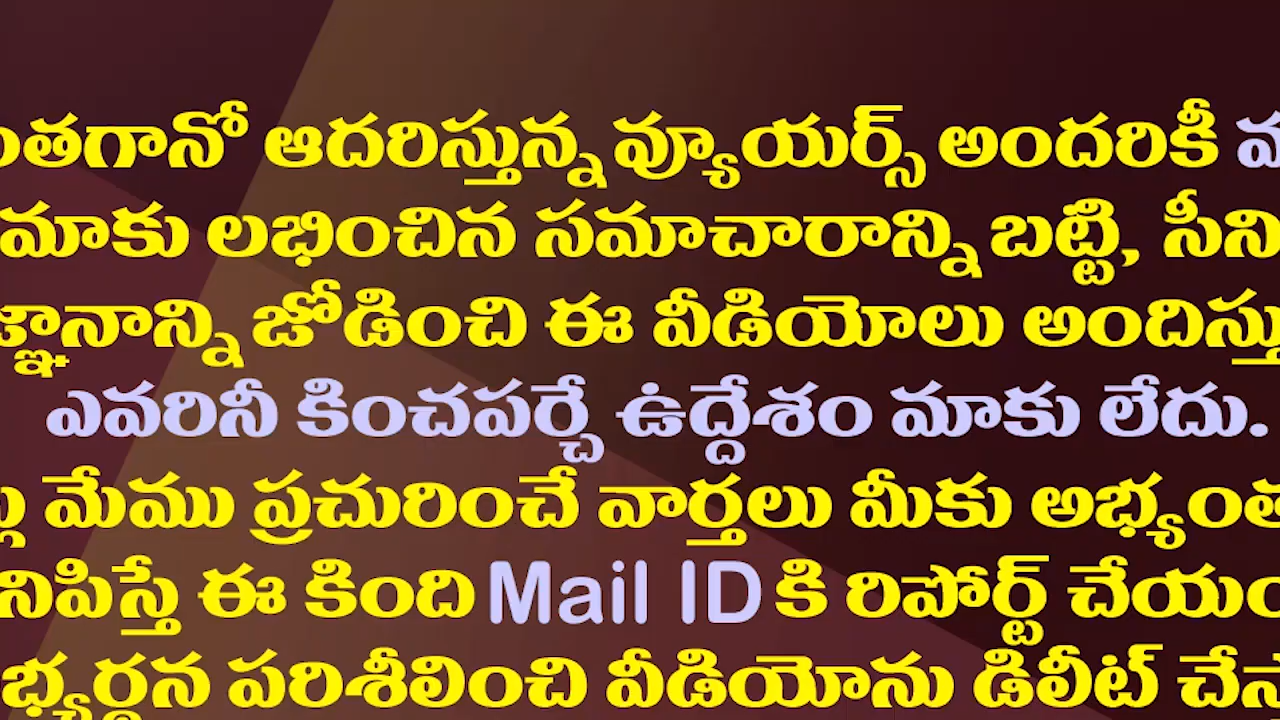 ంతగానో ఆదరిస్తున్న వ్యూయర్స్ అందరికీ
మాకు లభించిన సమాచారాన్ని బట్టి, సీని
జ్ఞానాన్ని జోడించి ఈ వీడియోలు అందిస్తు
ఎవరినీ కించపర్చే ఉద్దేశం మాకు లేదు.
మేము ప్రచురించే వార్తలు మీకు అభ్యంత
నిపిస్తే ఈ కింది Mail ID కి రిపోర్ట్ చేయం
భ్యర్థన పరిశీలించి వీడియోను డిలీట్ చేస